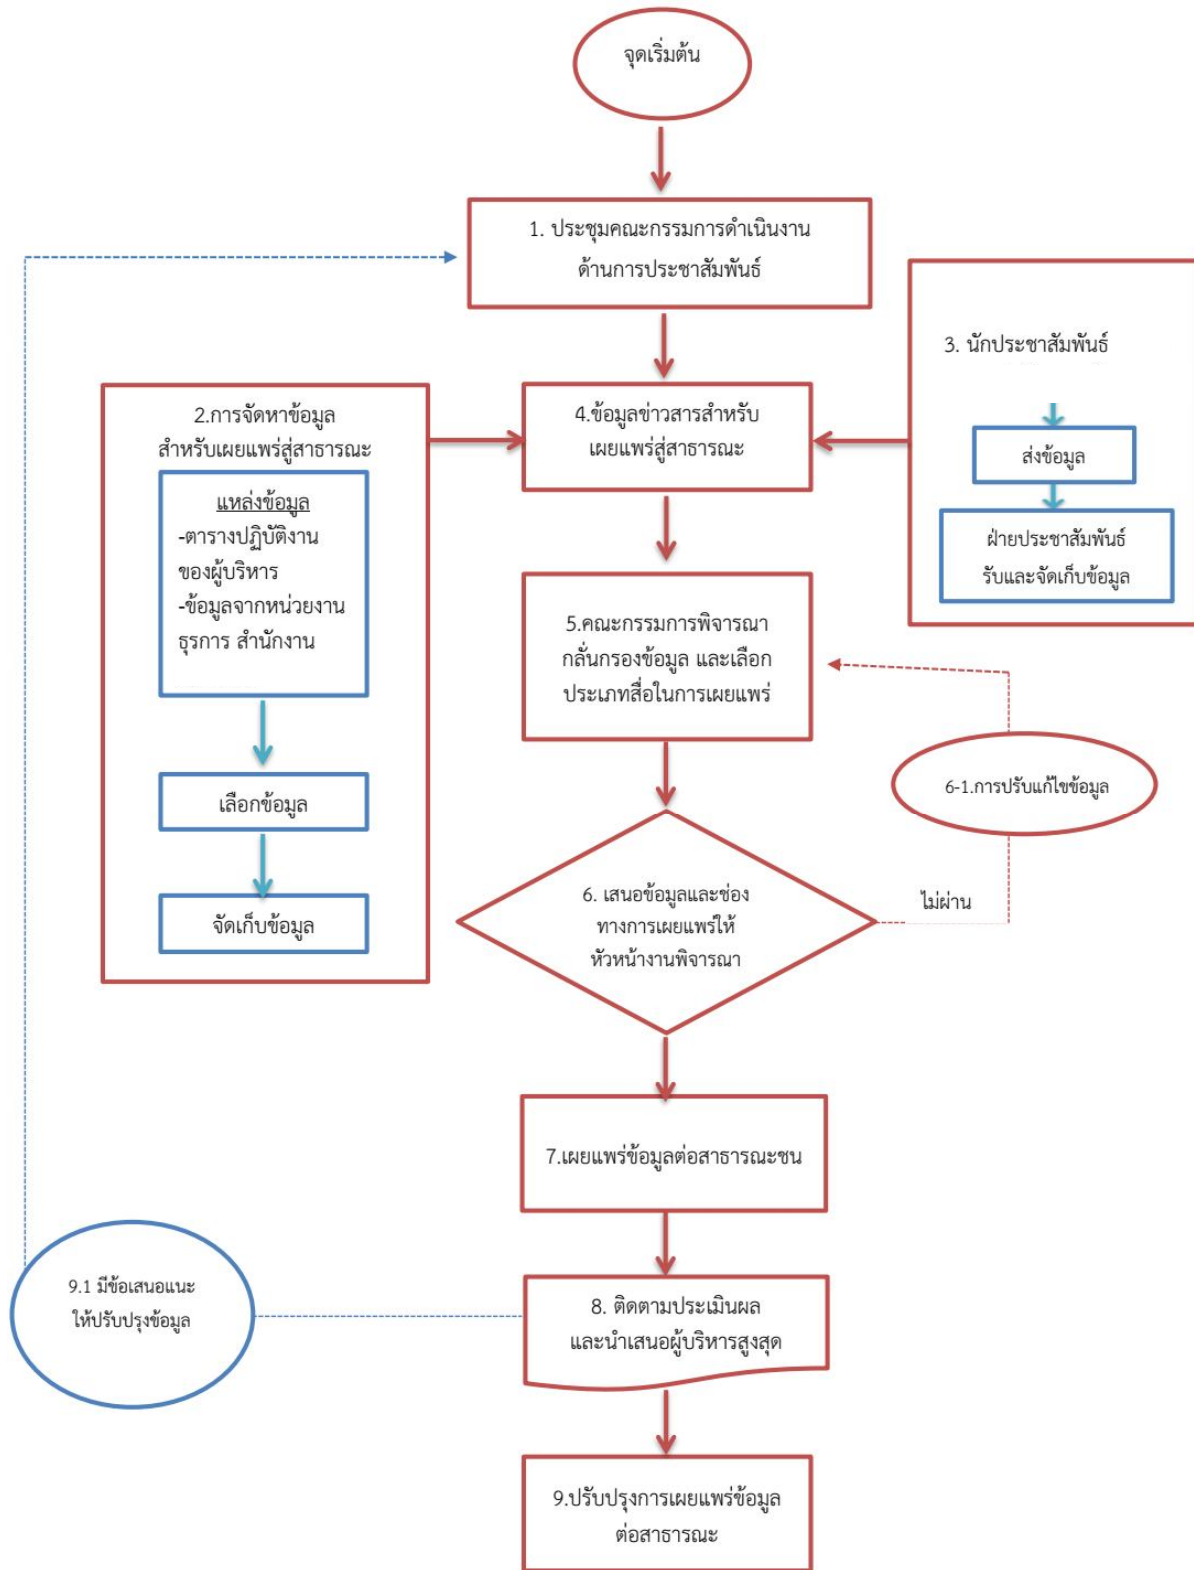 จุดเริ่มต้น
1. ประชุมคณะกรรมการดำเนินงาน
ด้านการประชาสัมพันธ์
2.การจัดหาข้อมูล
สำหรับเผยแพร่สู่สาธารณะ
แหล่งข้อมูล
-ตารางปฏิบัติงาน
ของผู้บริหาร
-ข้อมูลจากหน่วยงาน
ธุรการ สำนักงาน
เลือกข้อมูล
จัดเก็บข้อมูล
3. นักประชาสัมพันธ์
ส่งข้อมูล
ฝ่ายประชาสัมพันธ์
รับและจัดเก็บข้อมูล
4.ข้อมูลข่าวสารสำหรับ
เผยแพร่สู่สาธารณะ
5.คณะกรรมการพิจารณา
กลั่นกรองข้อมูล และเลือก
ประเภทสื่อในการเผยแพร่
6. เสนอข้อมูลและช่อง
ทางการเผยแพร่ให้
หัวหน้างานพิจารณา
ไม่ผ่าน
6-1.การปรับแก้ไขข้อมูล
7.เผยแพร่ข้อมูลต่อสาธารณะชน
8. ติดตามประเมินผล
และนำเสนอผู้บริหารสูงสุด
9.1 มีข้อเสนอแนะ
ให้ปรับปรุงข้อมูล
9.ปรับปรุงการเผยแพร่ข้อมูล
ต่อสาธารณะ